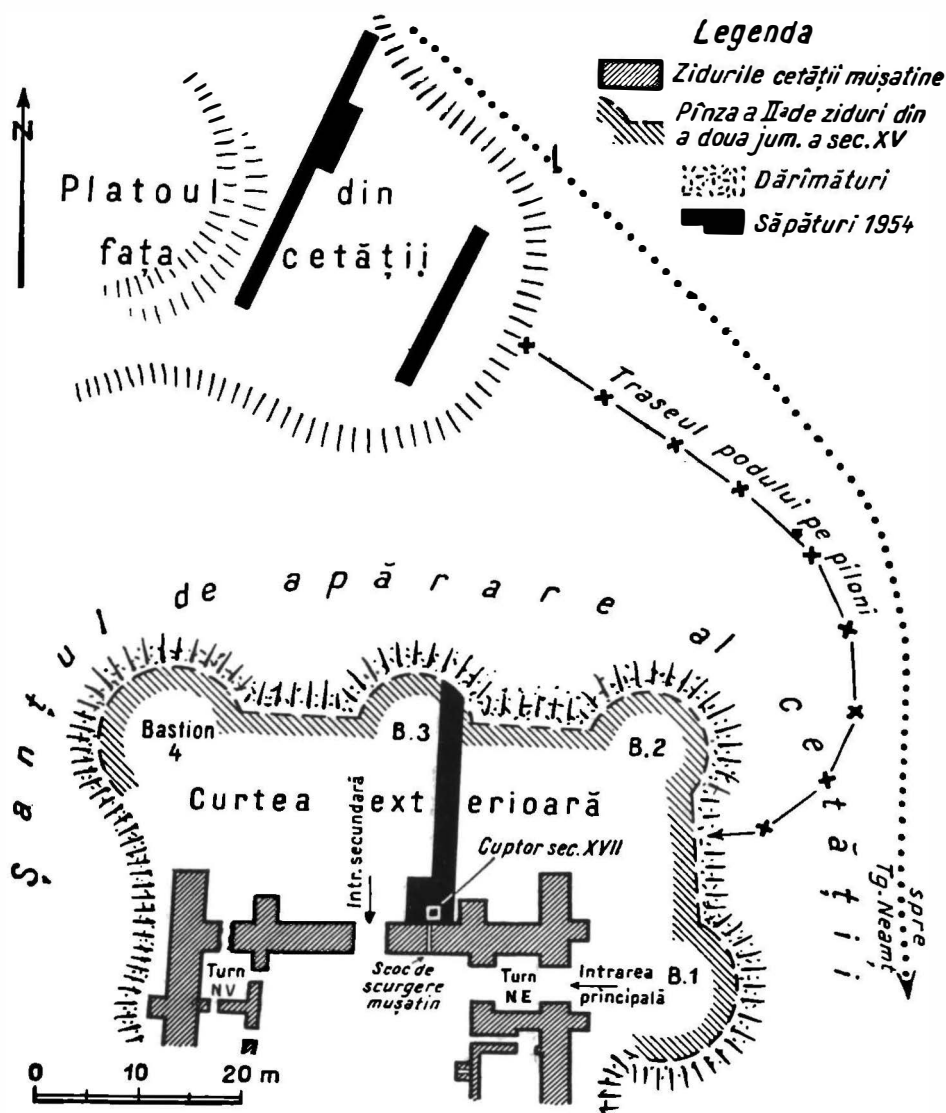 Legenda
Zidurile cetății mușatine
Pînza a IIª de ziduri din
a doua jum. a sec. XV
Dărîmături
Săpături 1954
N
Platoul din
fața cetății
Traseul podului pe piloni
Șanțul de apărare al cetății
Bastion
4
B.3
B.2
Curtea exterioară
Intr. secundară
Cuptor sec. XVII
spre
Tg. Neamț
Turn
NV
Scoc de
scurgere
mușatin
Turn
NE
Intrarea
principală
B.1
0 10 20 m